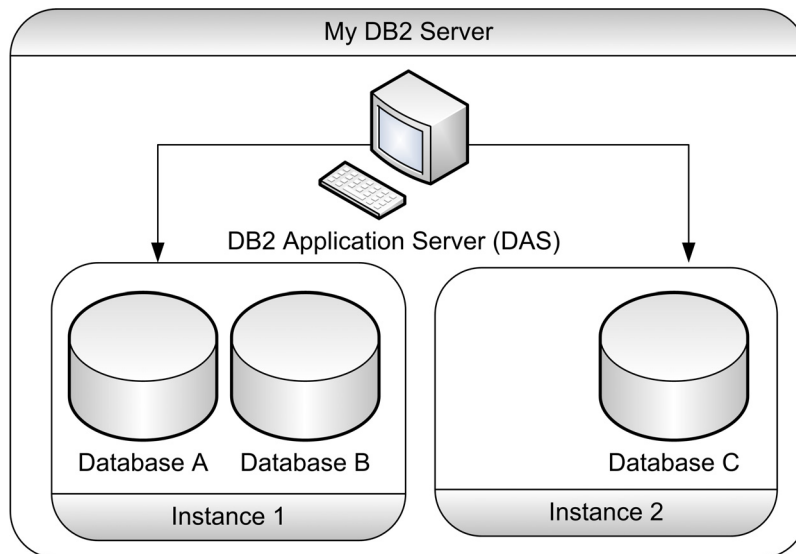 My DB2 Server
DB2 Application Server (DAS)
Database A
Database B
Instance 1
Database C
Instance 2